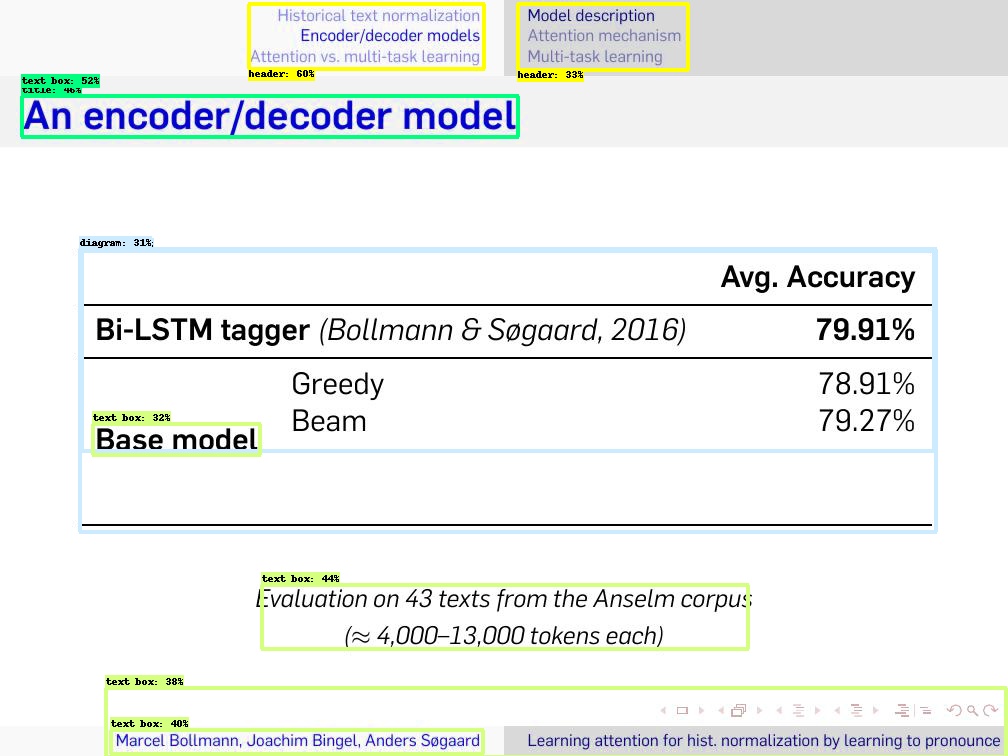 Historical text normalization
Encoder/decoder models
Attention vs. multi-task learning
header: 60%
Model description
Attention mechanism
Multi-task learning
header: 33%
text box: 52%
title: 46%
An encoder/decoder model
diagram: 31%
Avg. Accuracy
Bi-LSTM tagger (Bollmann & Søgaard, 2016) 79.91%
Greedy 78.91%
text box: 32%
Beam 79.27%
Base model
text box: 44%
Evaluation on 43 texts from the Anselm corpus
(≈ 4,000–13,000 tokens each)
text box: 38%
text box: 40%
Marcel Bollmann, Joachim Bingel, Anders Søgaard
Learning attention for hist. normalization by learning to pronounce